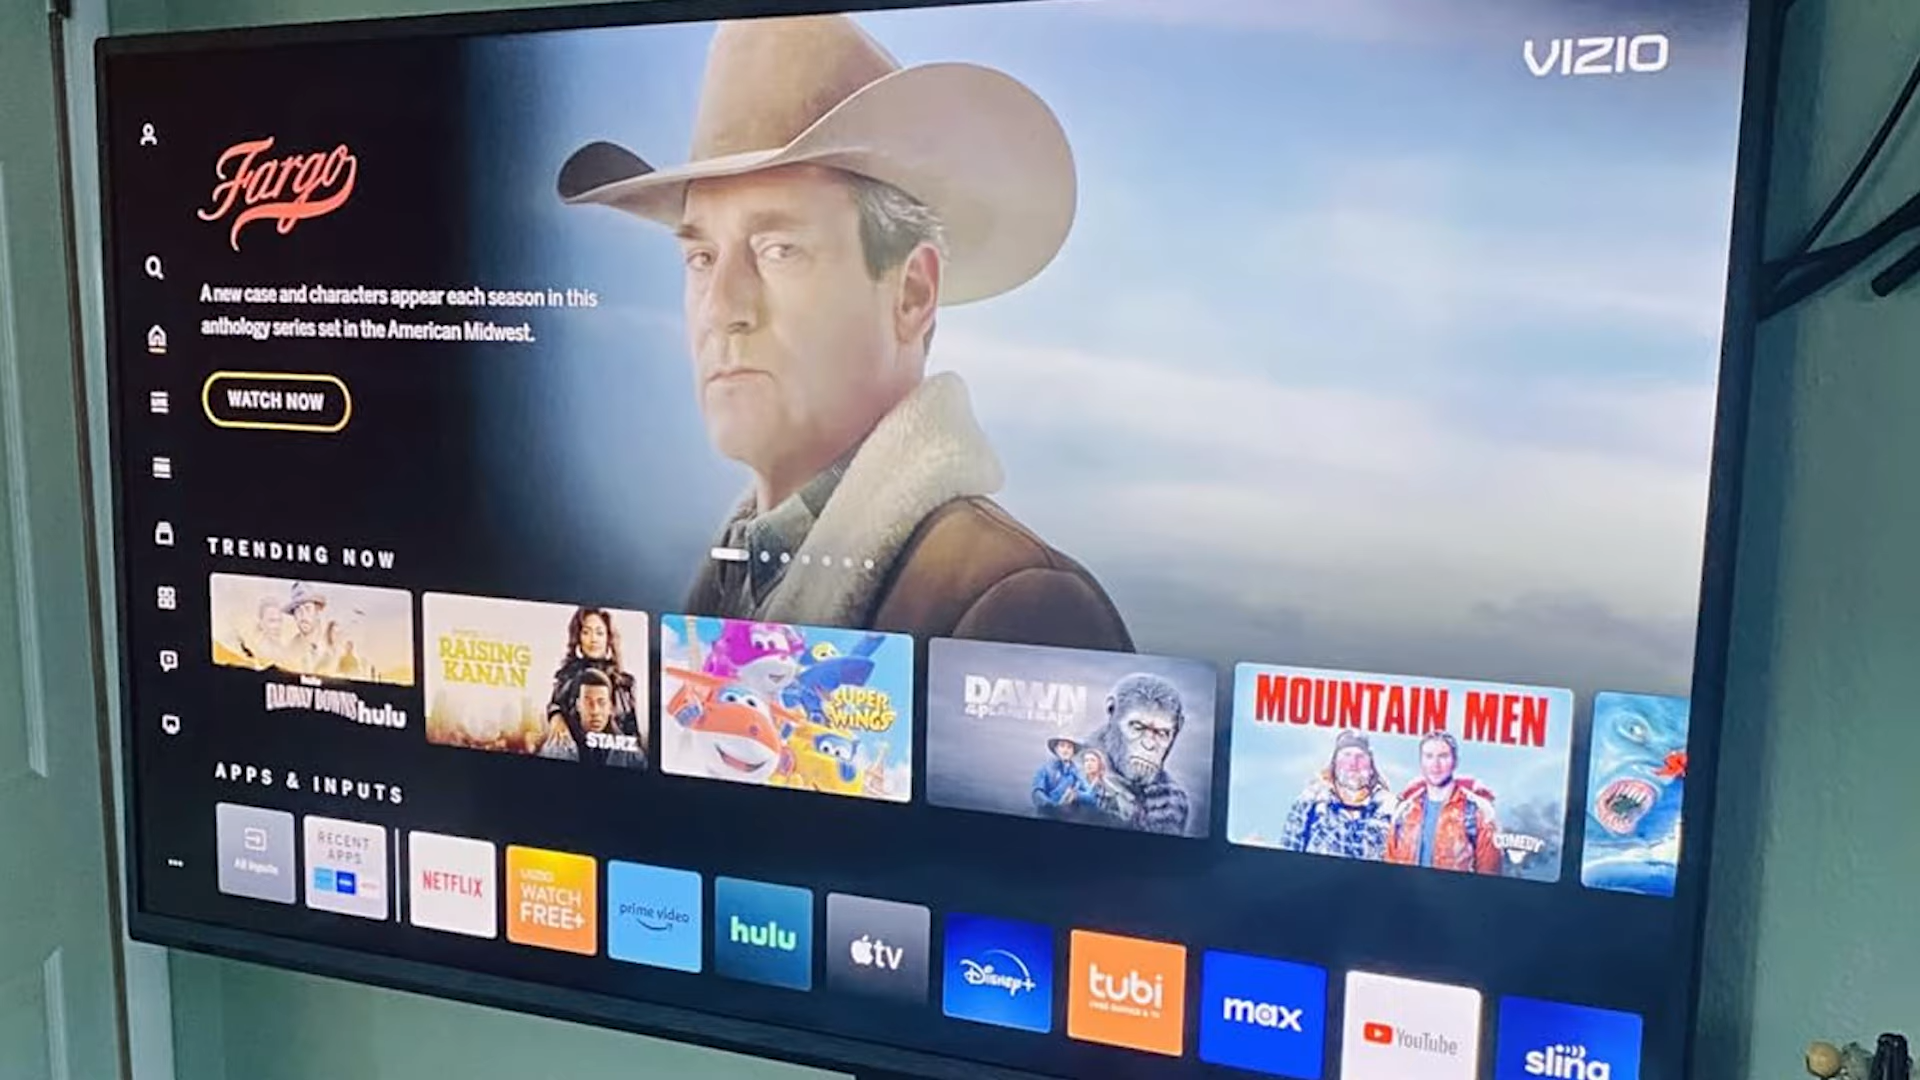 VIZIO
Fargo
A new case and characters appear each season in this
anthology series set in the American Midwest.
WATCH NOW
TRENDING NOW
hulu
RAISING
KANAN
STARZ
SUPER
WINGS
DAWN
MOUNTAIN MEN
COMEDY
APPS & INPUTS
All Inputs
RECENT
APPS
NETFLIX
VIZIO
WATCH
FREE+
prime video
hulu
tv
Disney+
tubi
max
YouTube
sling